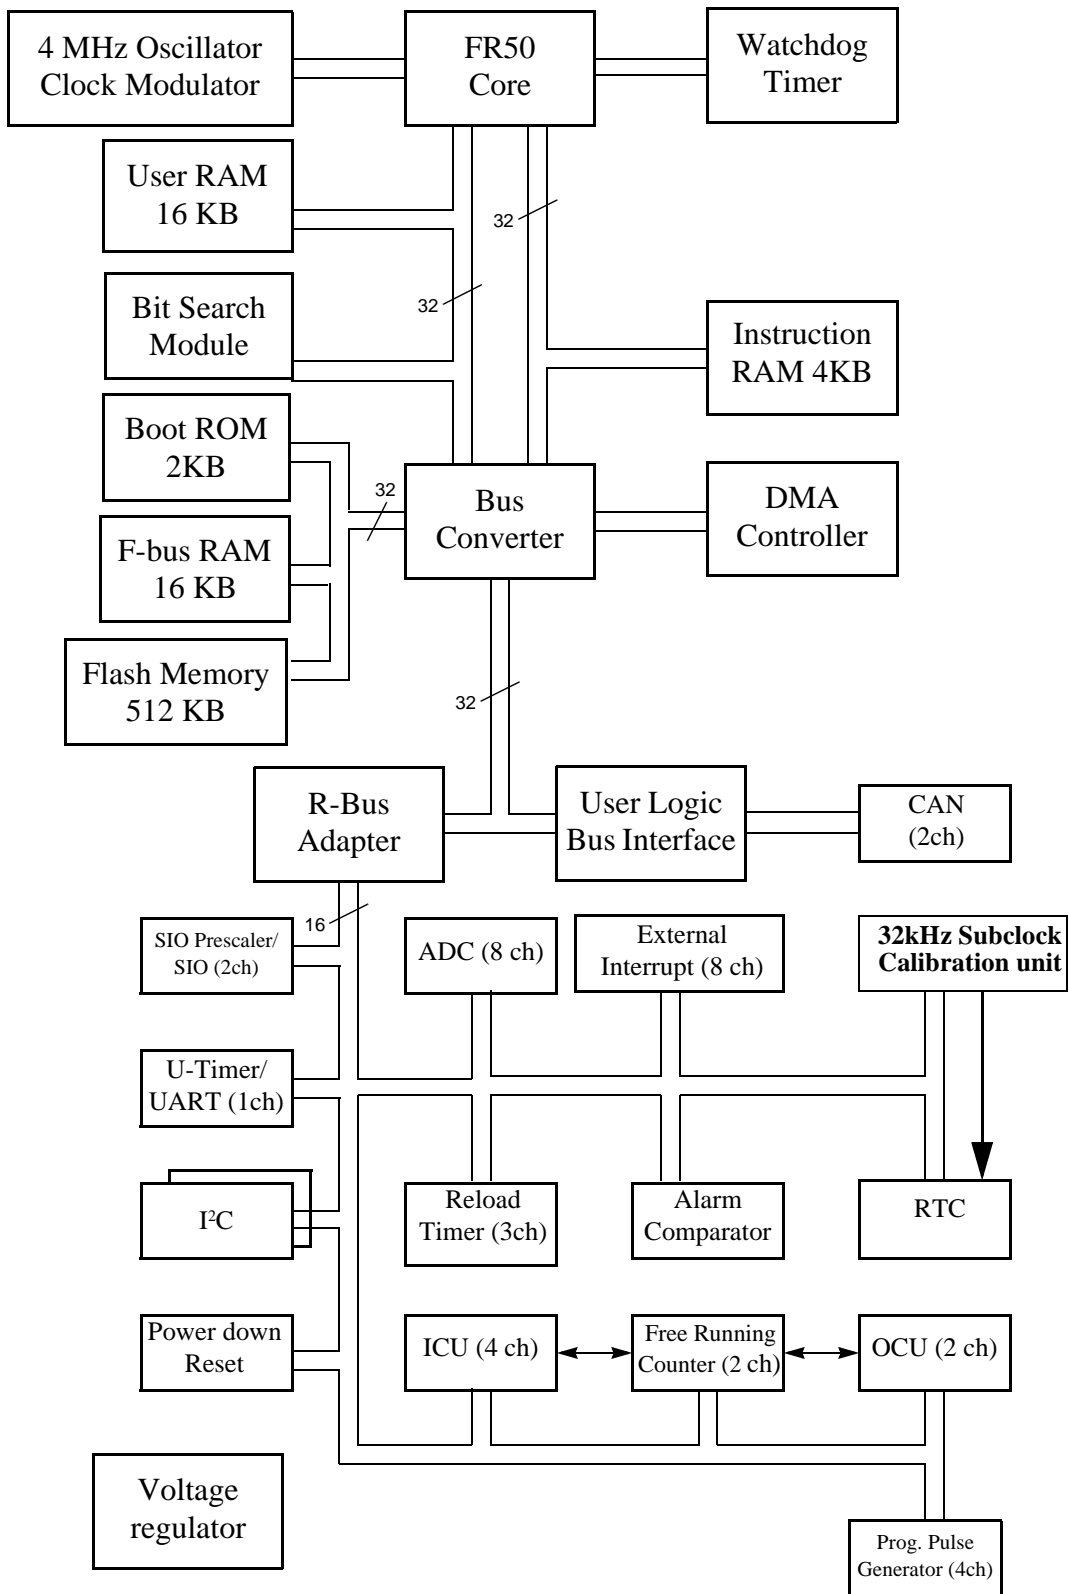 4 MHz Oscillator
Clock Modulator
FR50
Core
Watchdog
Timer
User RAM
16 KB
32
32
Bit Search
Module
Instruction
RAM 4KB
Boot ROM
2KB
32
Bus
Converter
DMA
Controller
F-bus RAM
16 KB
Flash Memory
512 KB
32
R-Bus
Adapter
User Logic
Bus Interface
CAN
(2ch)
16
SIO Prescaler/
SIO (2ch)
ADC (8 ch)
External
Interrupt (8 ch)
32kHz Subclock
Calibration unit
U-Timer/
UART (1ch)
I²C
Reload
Timer (3ch)
Alarm
Comparator
RTC
Power down
Reset
ICU (4 ch)
Free Running
Counter (2 ch)
OCU (2 ch)
Voltage
regulator
Prog. Pulse
Generator (4ch)